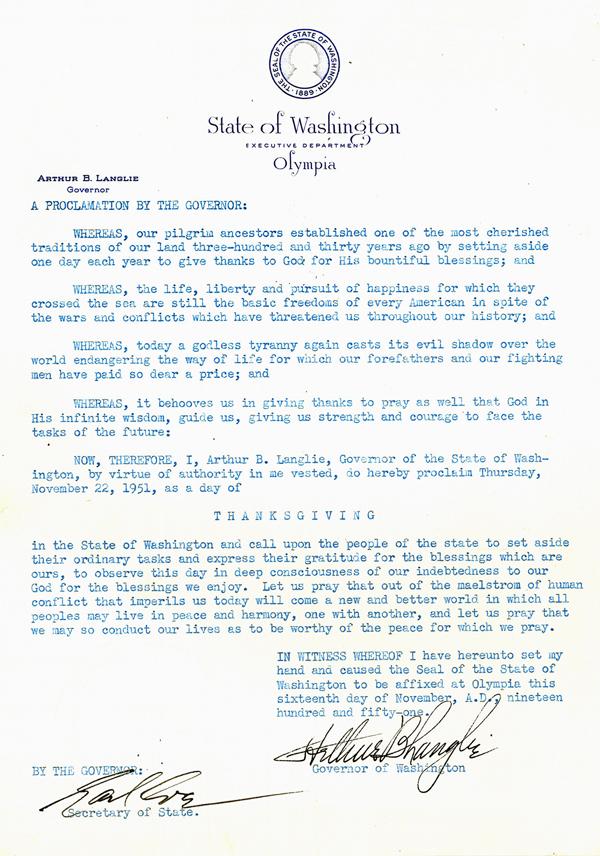 THE SEAL OF THE STATE OF WASHINGTON
1889
State of Washington
EXECUTIVE DEPARTMENT
Olympia
ARTHUR B. LANGLIE
Governor
A PROCLAMATION BY THE GOVERNOR:
WHEREAS, our pilgrim ancestors established one of the most cherished
traditions of our land three-hundred and thirty years ago by setting aside
one day each year to give thanks to God for His bountiful blessings; and
WHEREAS, the life, liberty and pursuit of happiness for which they
crossed the sea are still the basic freedoms of every American in spite of
the wars and conflicts which have threatened us throughout our history; and
WHEREAS, today a godless tyranny again casts its evil shadow over the
world endangering the way of life for which our forefathers and our fighting
men have paid so dear a price; and
WHEREAS, it behooves us in giving thanks to pray as well that God in
His infinite wisdom, guide us, giving us strength and courage to face the
tasks of the future:
NOW, THEREFORE, I, Arthur B. Langlie, Governor of the State of Wash-
ington, by virtue of authority in me vested, do hereby proclaim Thursday,
November 22, 1951, as a day of
T H A N K S G I V I N G
in the State of Washington and call upon the people of the state to set aside
their ordinary tasks and express their gratitude for the blessings which are
ours, to observe this day in deep consciousness of our indebtedness to our
God for the blessings we enjoy. Let us pray that out of the maelstrom of human
conflict that imperils us today will come a new and better world in which all
peoples may live in peace and harmony, one with another, and let us pray that
we may so conduct our lives as to be worthy of the peace for which we pray.
IN WITNESS WHEREOF I have hereunto set my
hand and caused the Seal of the State of
Washington to be affixed at Olympia this
sixteenth day of November, A.D., nineteen
hundred and fifty-one.
Arthur B Langlie
Governor of Washington
BY THE GOVERNOR:
Earl Coe
Secretary of State.